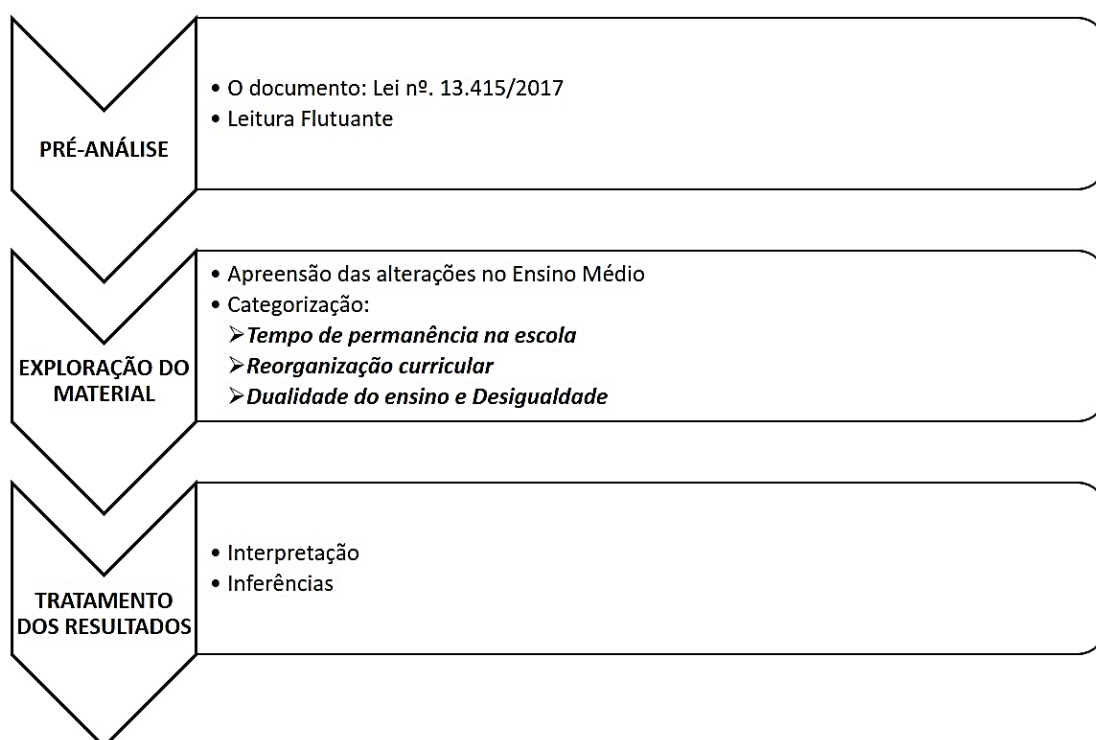 PRÉ-ANÁLISE
• O documento: Lei nº. 13.415/2017
• Leitura Flutuante
EXPLORAÇÃO DO
MATERIAL
• Apreensão das alterações no Ensino Médio
• Categorização:
➢Tempo de permanência na escola
➢Reorganização curricular
➢Dualidade do ensino e Desigualdade
TRATAMENTO
DOS RESULTADOS
• Interpretação
• Inferências